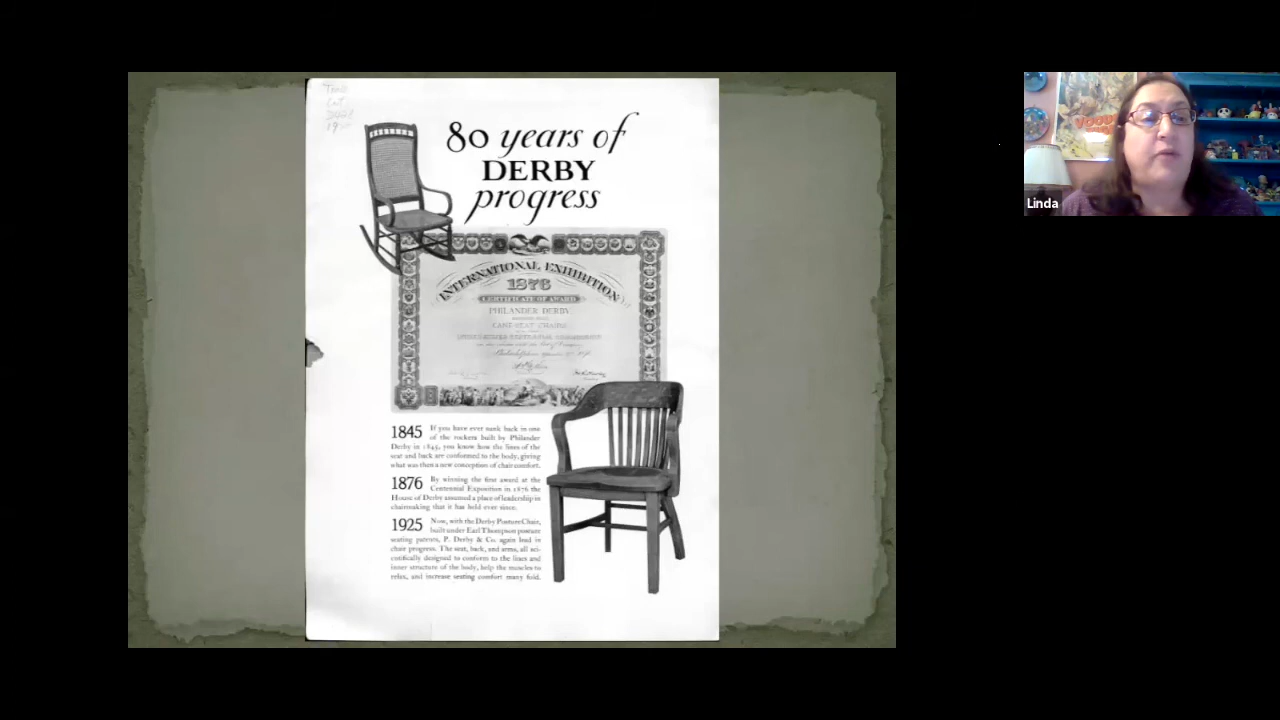 80 years of
DERBY
progress
INTERNATIONAL EXHIBITION
1876
CERTIFICATE OF AWARD
PHILANDER DERBY
CANE SEAT CHAIRS
1845 If you have ever sunk back in one
of the rockers built by Philander
Derby in 1845, you know how the lines of the
seat and back are conformed to the body, giving
what was then a new conception of chair comfort.
1876 By winning the first award at the
Centennial Exposition in 1876 the
House of Derby assumed a place of leadership in
chairmaking that it has held ever since.
1925 Now, with the Derby Posture Chair,
built under Earl Thompson posture
seating patents, P. Derby & Co. again lead in
chair progress. The seat, back, and arms, all sci-
entifically designed to conform to the lines and
inner structure of the body, help the muscles to
relax, and increase seating comfort many fold.
Linda